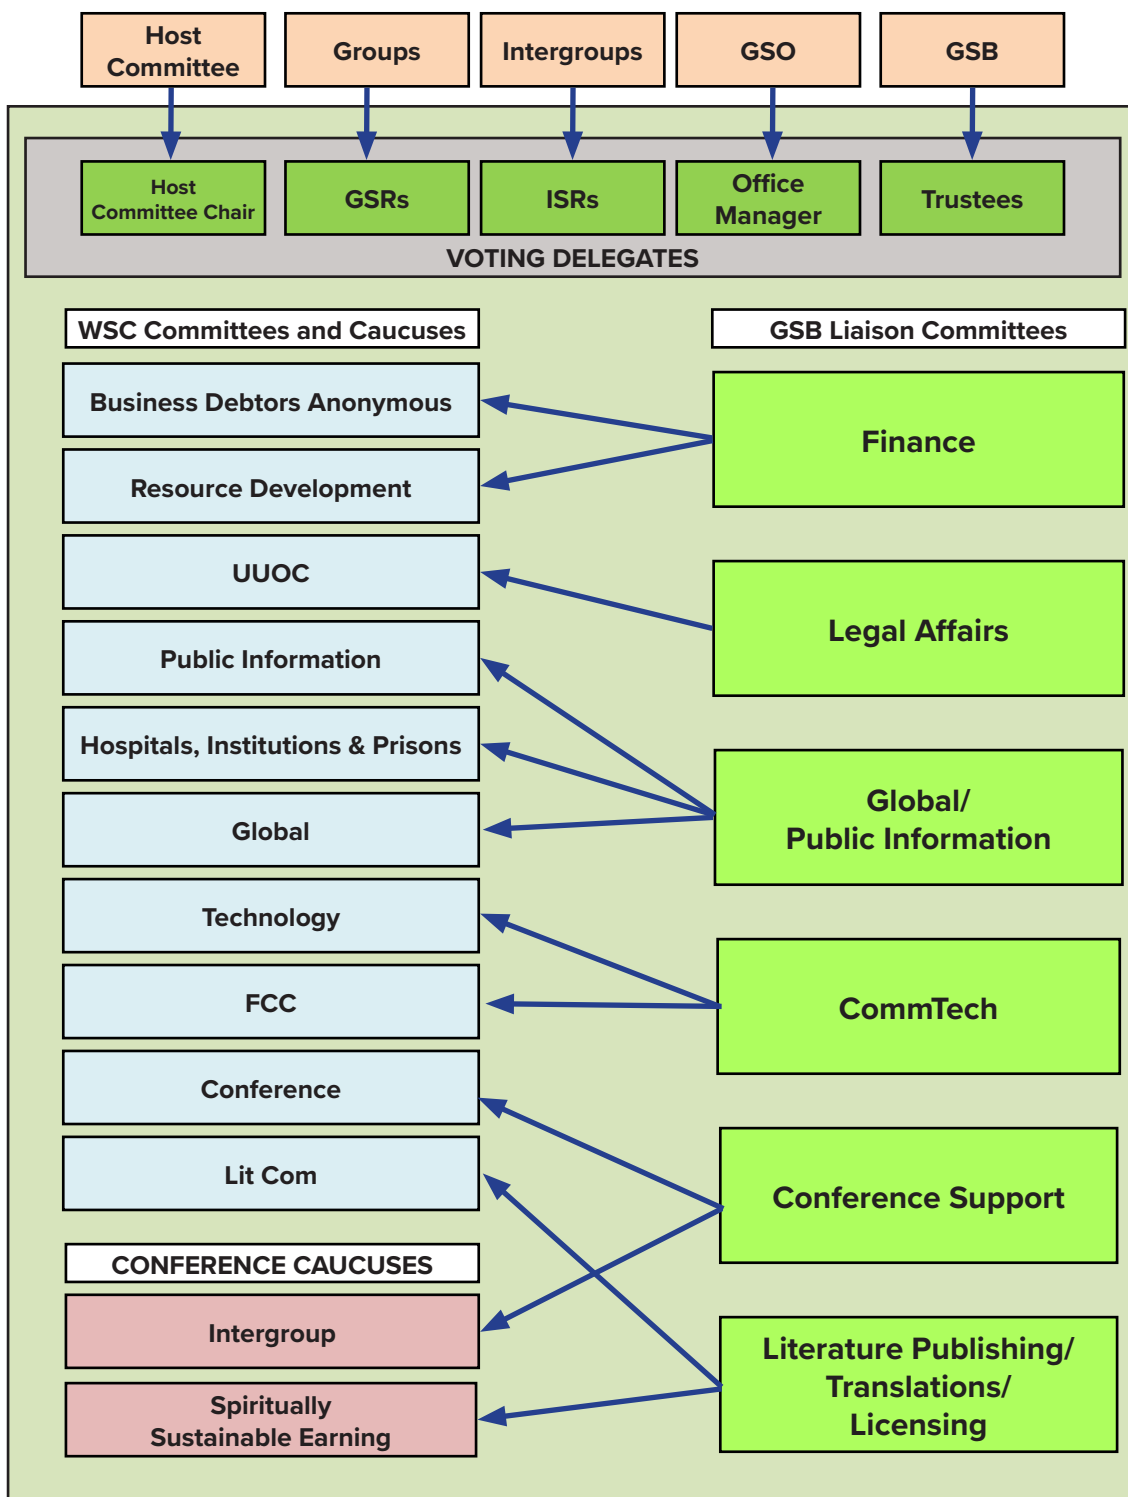 Host
Committee
Groups
Intergroups
GSO
GSB
Host
Committee Chair
GSRs
ISRs
Office
Manager
Trustees
VOTING DELEGATES
WSC Committees and Caucuses
GSB Liaison Committees
Business Debtors Anonymous
Resource Development
UUOC
Public Information
Hospitals, Institutions & Prisons
Global
Technology
FCC
Conference
Lit Com
CONFERENCE CAUCUSES
Intergroup
Spiritually
Sustainable Earning
Finance
Legal Affairs
Global/
Public Information
CommTech
Conference Support
Literature Publishing/
Translations/
Licensing